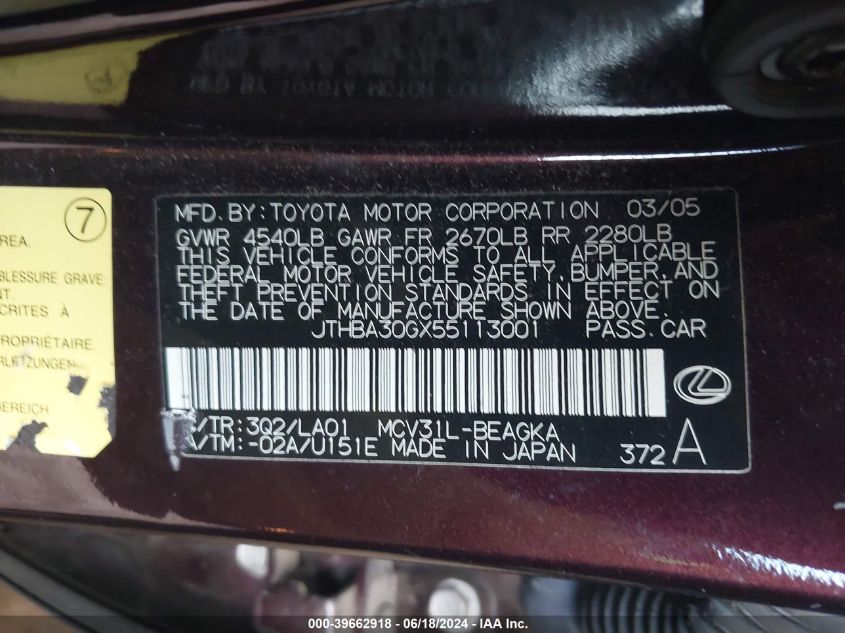 7
REA.
BLESSURE GRAVE
NT.
CRITES À
ROPRIÉTAIRE.
ERLETZUNGEN
BEREICH
MFD. BY: TOYOTA MOTOR CORPORATION 03/05
GVWR 4540LB GAWR FR 2670LB RR 2280LB
THIS VEHICLE CONFORMS TO ALL APPLICABLE
FEDERAL MOTOR VEHICLE SAFETY, BUMPER, AND
THEFT PREVENTION STANDARDS IN EFFECT ON
THE DATE OF MANUFACTURE SHOWN ABOVE.
JTHBA30GX55113001 PASS.CAR
/TR: 3Q2/LA01 MCV31L-BEAGKA
/TM: -02A/U151E MADE IN JAPAN 372 A
000-39662918 | 06/18/2024 | IAA Inc.